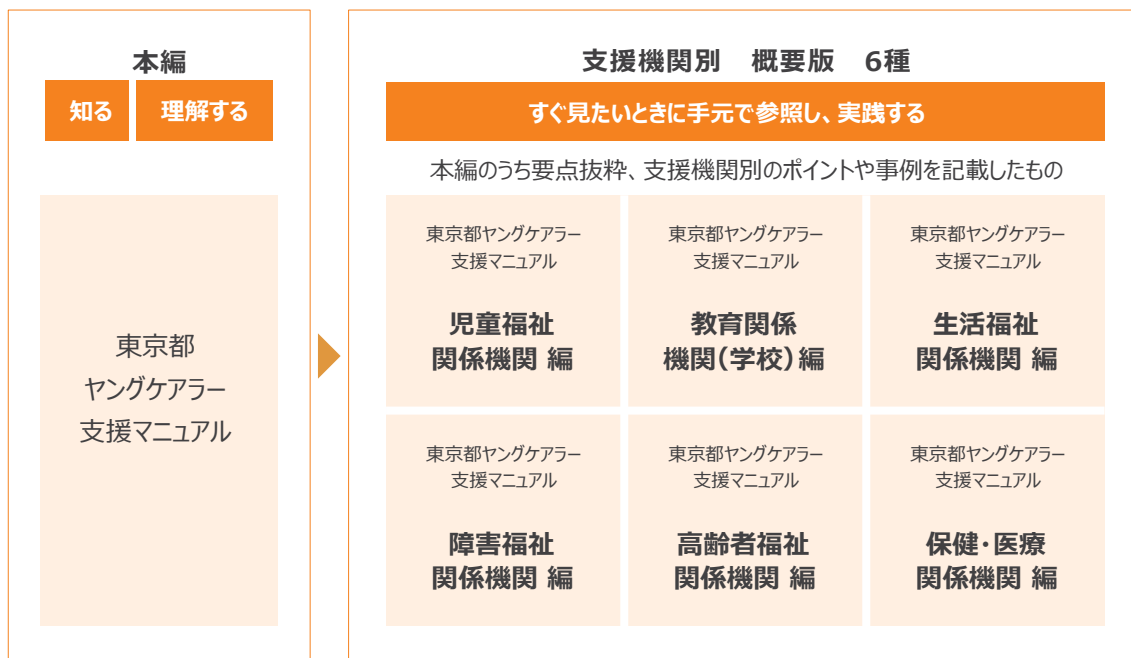 本編
知る
理解する
東京都
ヤングケアラー
支援マニュアル
支援機関別　概要版　6種
すぐ見たいときに手元で参照し、実践する
本編のうち要点抜粋、支援機関別のポイントや事例を記載したもの
東京都ヤングケアラー
支援マニュアル
児童福祉
関係機関 編
東京都ヤングケアラー
支援マニュアル
教育関係
機関（学校）編
東京都ヤングケアラー
支援マニュアル
生活福祉
関係機関 編
東京都ヤングケアラー
支援マニュアル
障害福祉
関係機関 編
東京都ヤングケアラー
支援マニュアル
高齢者福祉
関係機関 編
東京都ヤングケアラー
支援マニュアル
保健・医療
関係機関 編